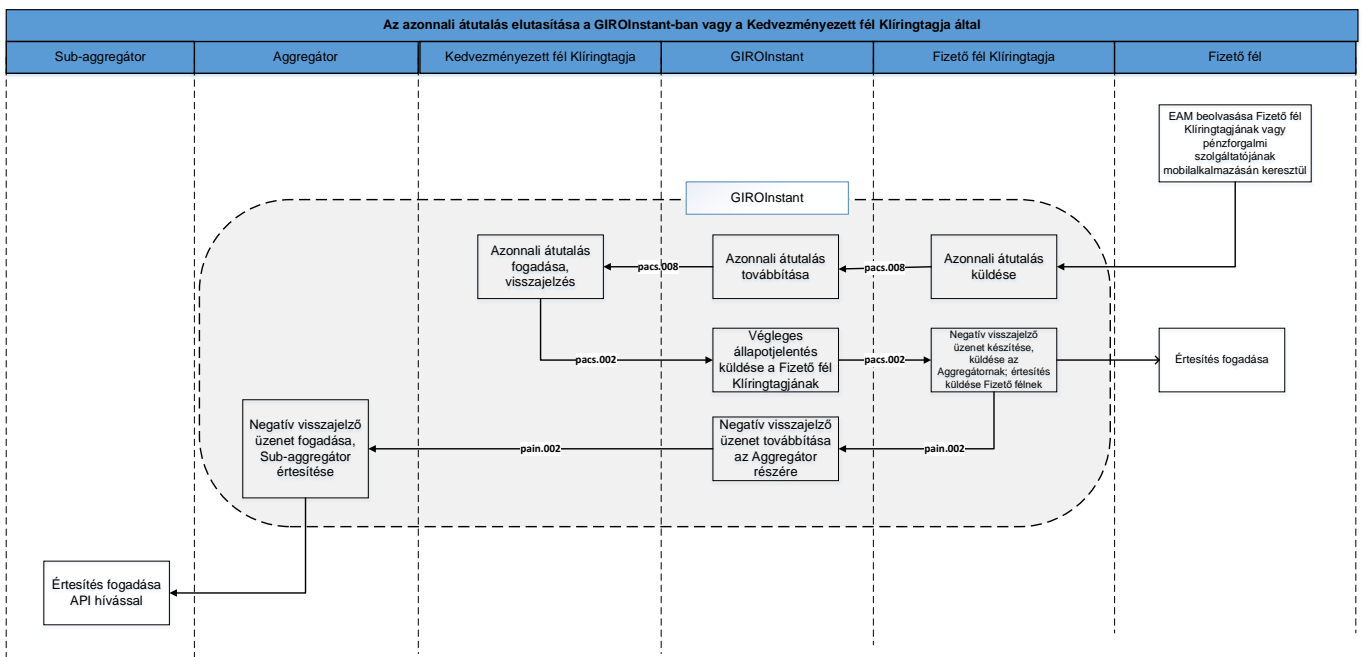 Az azonnali átutalás elutasítása a GIROInstant-ban vagy a Kedvezményezett fél Klíringtagja által
Sub-aggregátor
Aggregátor
Kedvezményezett fél Klíringtagja
GIROInstant
Fizető fél Klíringtagja
Fizető fél
EAM beolvasása Fizető fél
Klíringtagjának vagy
pénzforgalmi
szolgáltatójának
mobilalkalmazásán keresztül
GIROInstant
Azonnali átutalás
fogadása,
visszajelzés
pacs.008
Azonnali átutalás
továbbítása
pacs.008
Azonnali átutalás
küldése
pacs.002
Végleges
állapotjelentés
küldése a Fizető fél
Klíringtagjának
pacs.002
Negatív visszajelző
üzenet készítése,
küldése az
Aggregátornak; értesítés
küldése Fizető félnek
Értesítés fogadása
Negatív visszajelző
üzenet fogadása,
Sub-aggregátor
értesítése
pain.002
Negatív visszajelző
üzenet továbbítása
az Aggregátor
részére
pain.002
Értesítés fogadása
API hívással